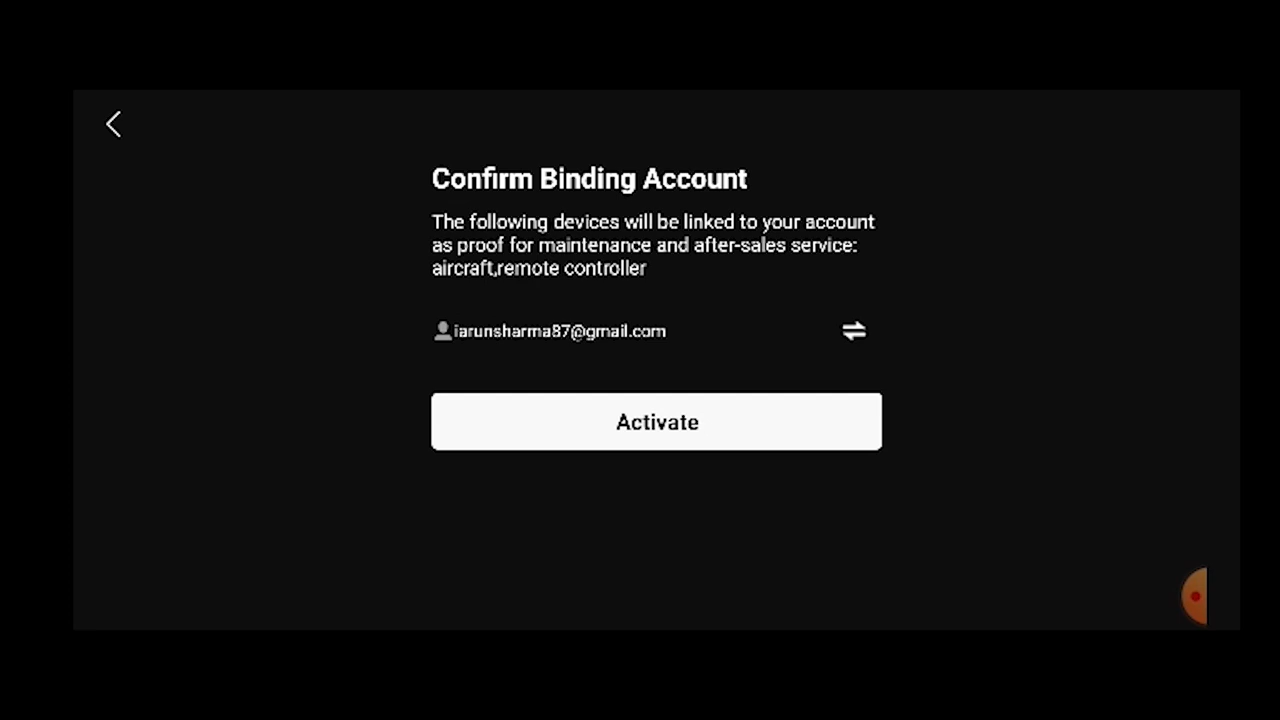 Confirm Binding Account
The following devices will be linked to your account
as proof for maintenance and after-sales service:
aircraft,remote controller
iarunsharma87@gmail.com
Activate